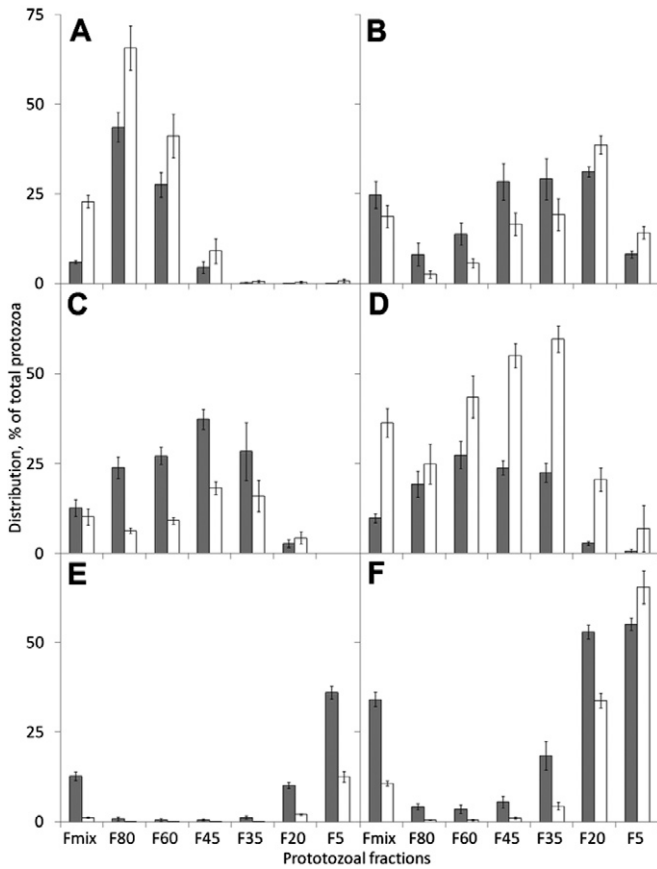 75
A
B
50
25
0
C
D
50
25
0
E
F
50
25
0
Distribution, % of total protozoa
Fmix F80 F60 F45 F35 F20 F5 Fmix F80 F60 F45 F35 F20 F5
Prototozoal fractions